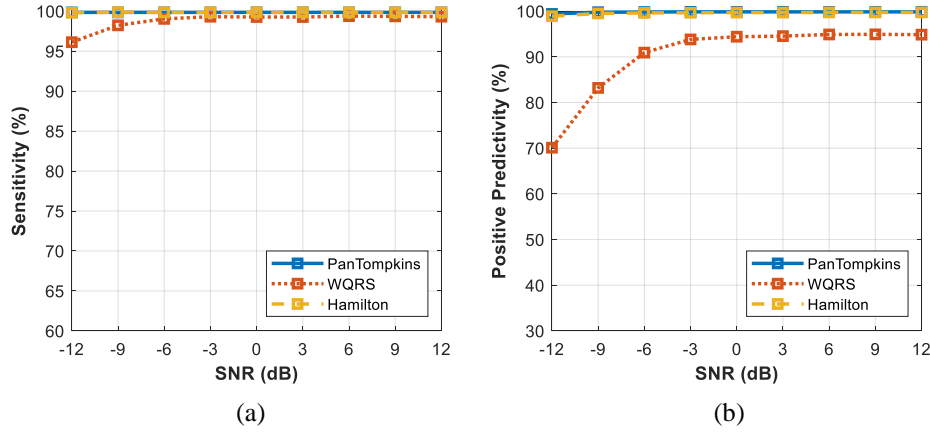 100
95
90
85
80
75
70
65
60
Sensitivity (%)
-12 -9 -6 -3 0 3 6 9 12
SNR (dB)
PanTompkins
WQRS
Hamilton
(a)
100
90
80
70
60
50
40
30
Positive Predictivity (%)
-12 -9 -6 -3 0 3 6 9 12
SNR (dB)
PanTompkins
WQRS
Hamilton
(b)